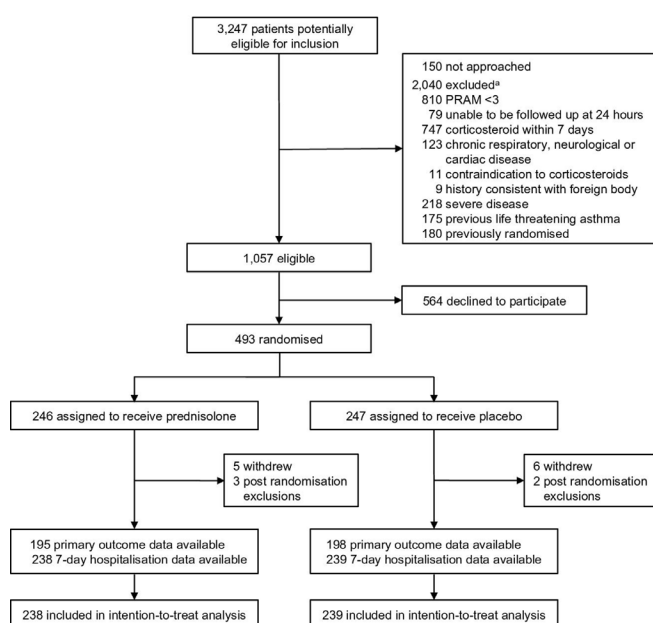 3,247 patients potentially
eligible for inclusion
150 not approached
2,040 excludedᵃ
810 PRAM <3
79 unable to be followed up at 24 hours
747 corticosteroid within 7 days
123 chronic respiratory, neurological or
cardiac disease
11 contraindication to corticosteroids
9 history consistent with foreign body
218 severe disease
175 previous life threatening asthma
180 previously randomised
1,057 eligible
564 declined to participate
493 randomised
246 assigned to receive prednisolone
247 assigned to receive placebo
5 withdrew
3 post randomisation
exclusions
6 withdrew
2 post randomisation
exclusions
195 primary outcome data available
238 7-day hospitalisation data available
198 primary outcome data available
239 7-day hospitalisation data available
238 included in intention-to-treat analysis
239 included in intention-to-treat analysis